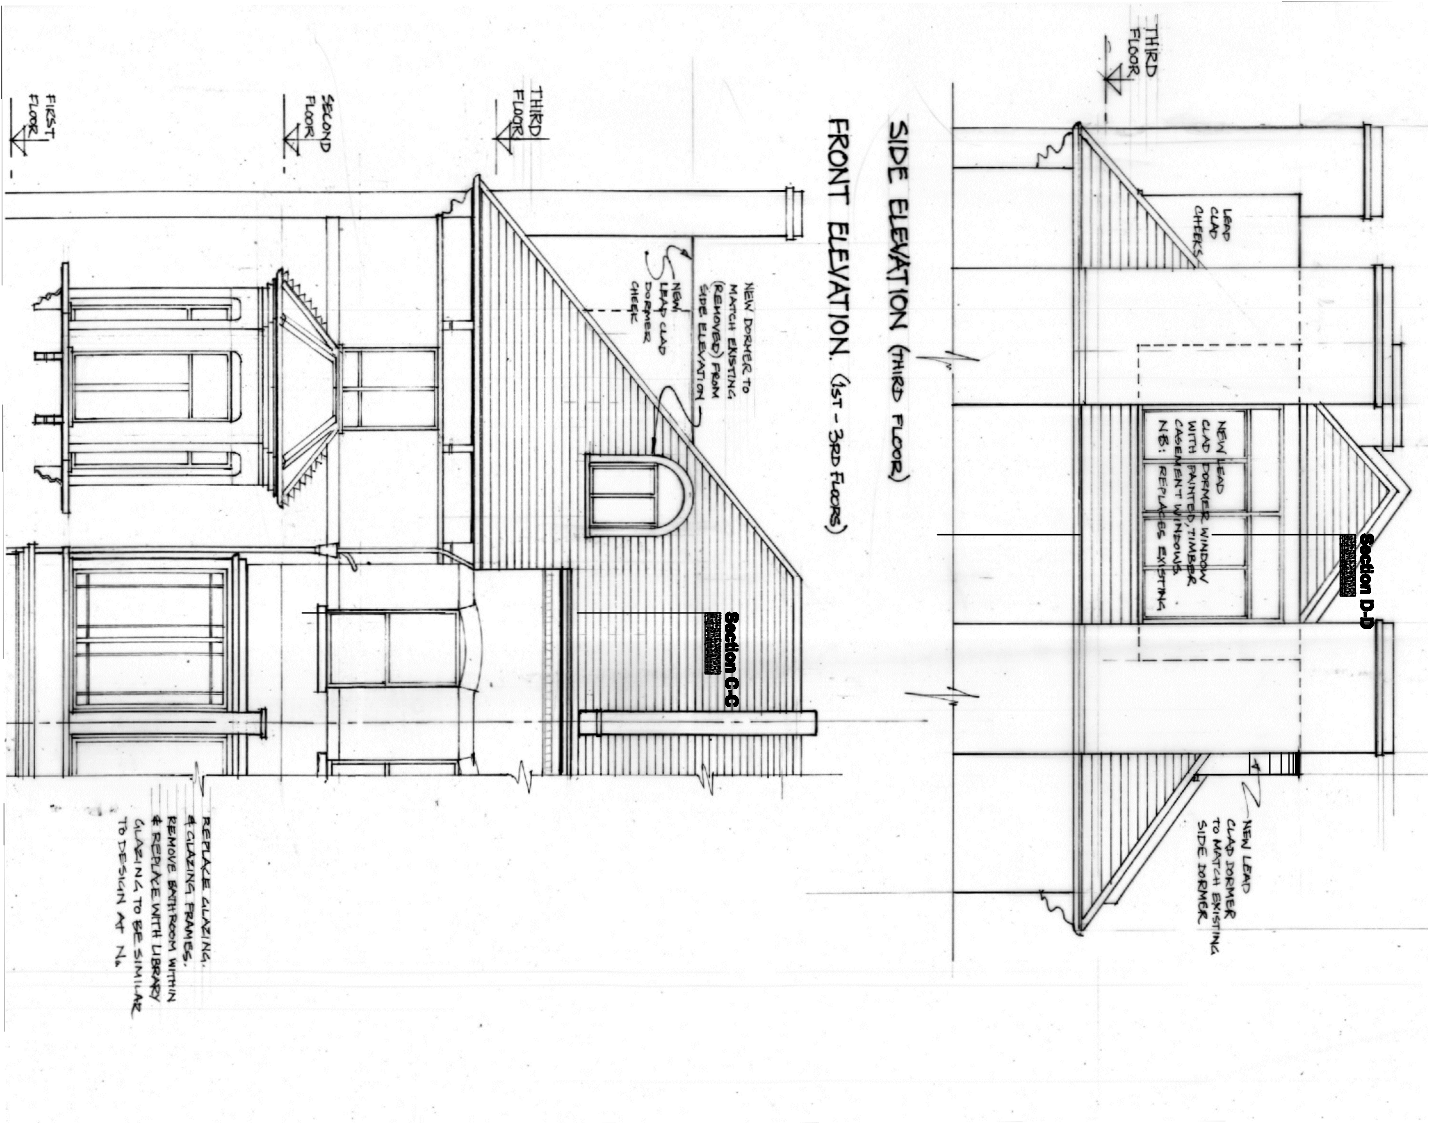 THIRD
FLOOR
LEAD
CLAD
CHEEKS
NEW LEAD
CLAD DORMER WINDOW
WITH PAINTED, TIMBER
CASEMENT WINDOWS.
NB: REPLACES EXISTING
Section D-D
NEW LEAD
CLAD DORMER
TO MATCH EXISTING
SIDE DORMER
SIDE ELEVATION (THIRD FLOOR)
FRONT ELEVATION. (1ST - 3RD FLOORS)
NEW DORMER TO
MATCH EXISTING
(REMOVED) FROM
SIDE ELEVATION
NEW
LEAD CLAD
DORMER
CHEEK
Section C-C
THIRD
FLOOR
SECOND
FLOOR
FIRST
FLOOR
REPLACE GLAZING.
& GLAZING FRAMES.
REMOVE BATHROOM WITHIN
& REPLACE WITH LIBRARY
GLAZING TO BE SIMILAR
TO DESIGN AT No